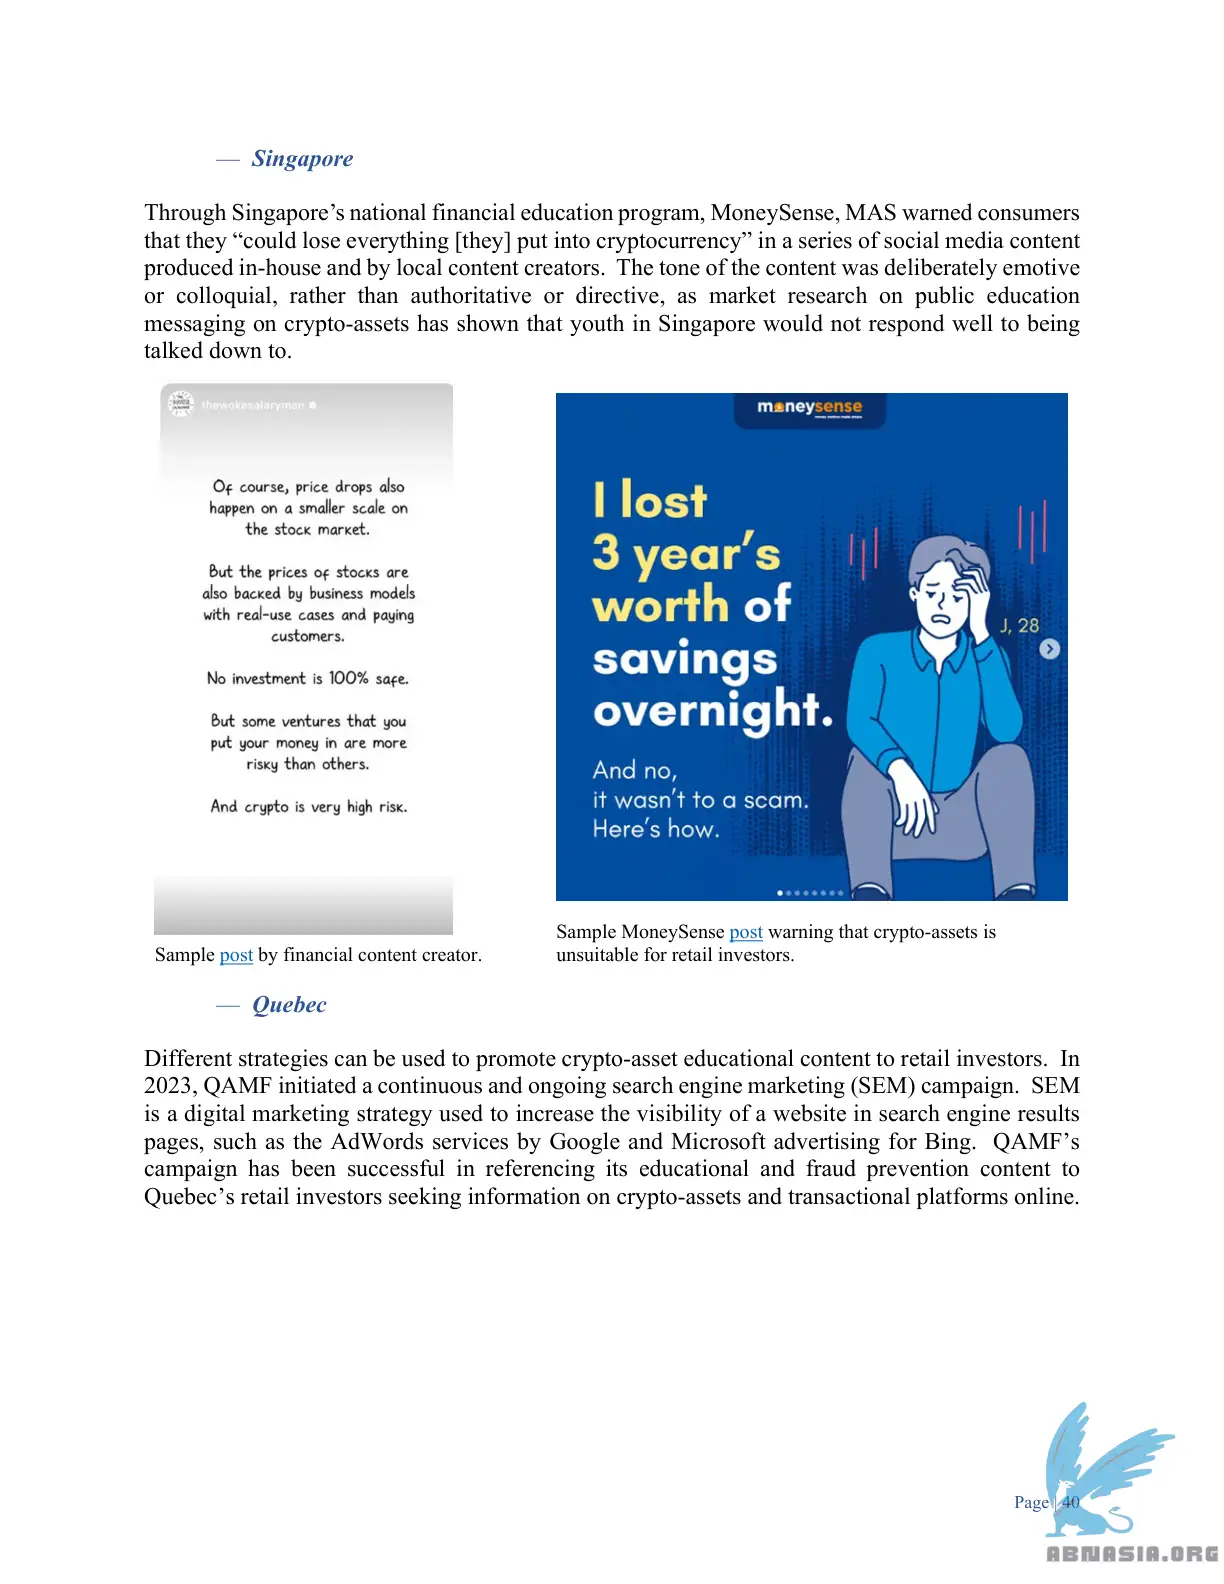 — Singapore
Through Singapore’s national financial education program, MoneySense, MAS warned consumers
that they “could lose everything [they] put into cryptocurrency” in a series of social media content
produced in-house and by local content creators.  The tone of the content was deliberately emotive
or colloquial, rather than authoritative or directive, as market research on public education
messaging on crypto-assets has shown that youth in Singapore would not respond well to being
talked down to.
thewokesalaryman
Of course, price drops also
happen on a smaller scale on
the stock market.
But the prices of stocks are
also backed by business models
with real-use cases and paying
customers.
No investment is 100% safe.
But some ventures that you
put your money in are more
risky than others.
And crypto is very high risk.
Sample post by financial content creator.
moneysense
I lost
3 year’s
worth of
savings
overnight.
J, 28
And no,
it wasn’t to a scam.
Here’s how.
Sample MoneySense post warning that crypto-assets is
unsuitable for retail investors.
— Quebec
Different strategies can be used to promote crypto-asset educational content to retail investors.  In
2023, QAMF initiated a continuous and ongoing search engine marketing (SEM) campaign.  SEM
is a digital marketing strategy used to increase the visibility of a website in search engine results
pages, such as the AdWords services by Google and Microsoft advertising for Bing.  QAMF’s
campaign has been successful in referencing its educational and fraud prevention content to
Quebec’s retail investors seeking information on crypto-assets and transactional platforms online.
Page | 40
ABNASIA.ORG